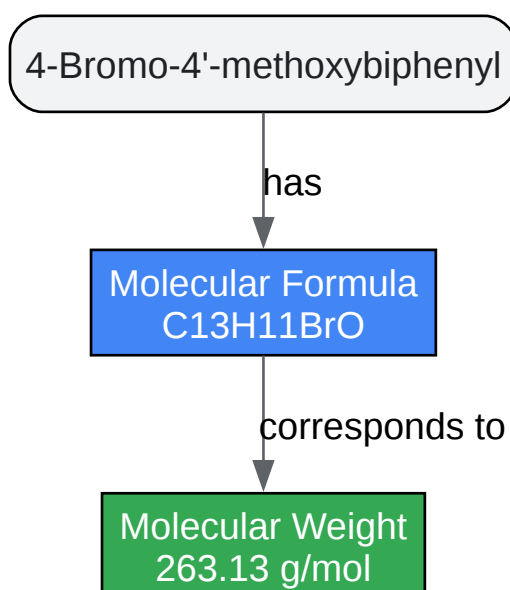 4-Bromo-4'-methoxybiphenyl
has
Molecular Formula
C13H11BrO
corresponds to
Molecular Weight
263.13 g/mol